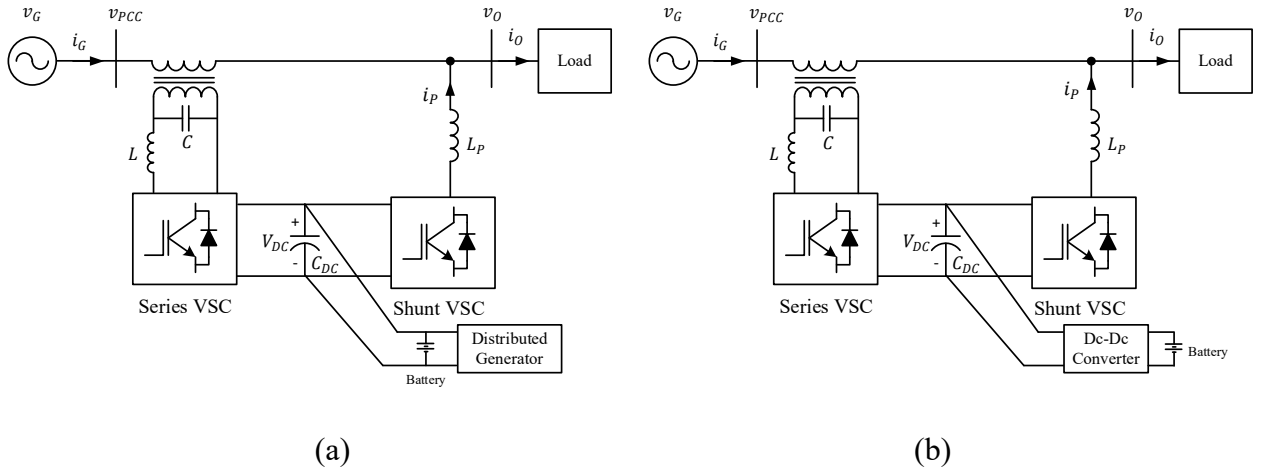 v_G
v_PCC
v_O
i_G
i_O
Load
i_P
C
L
L_P
+
V_DC
-
C_DC
Series VSC
Shunt VSC
Distributed
Generator
Battery
(a)
v_G
v_PCC
v_O
i_G
i_O
Load
i_P
C
L
L_P
+
V_DC
-
C_DC
Series VSC
Shunt VSC
Dc-Dc
Converter
Battery
(b)